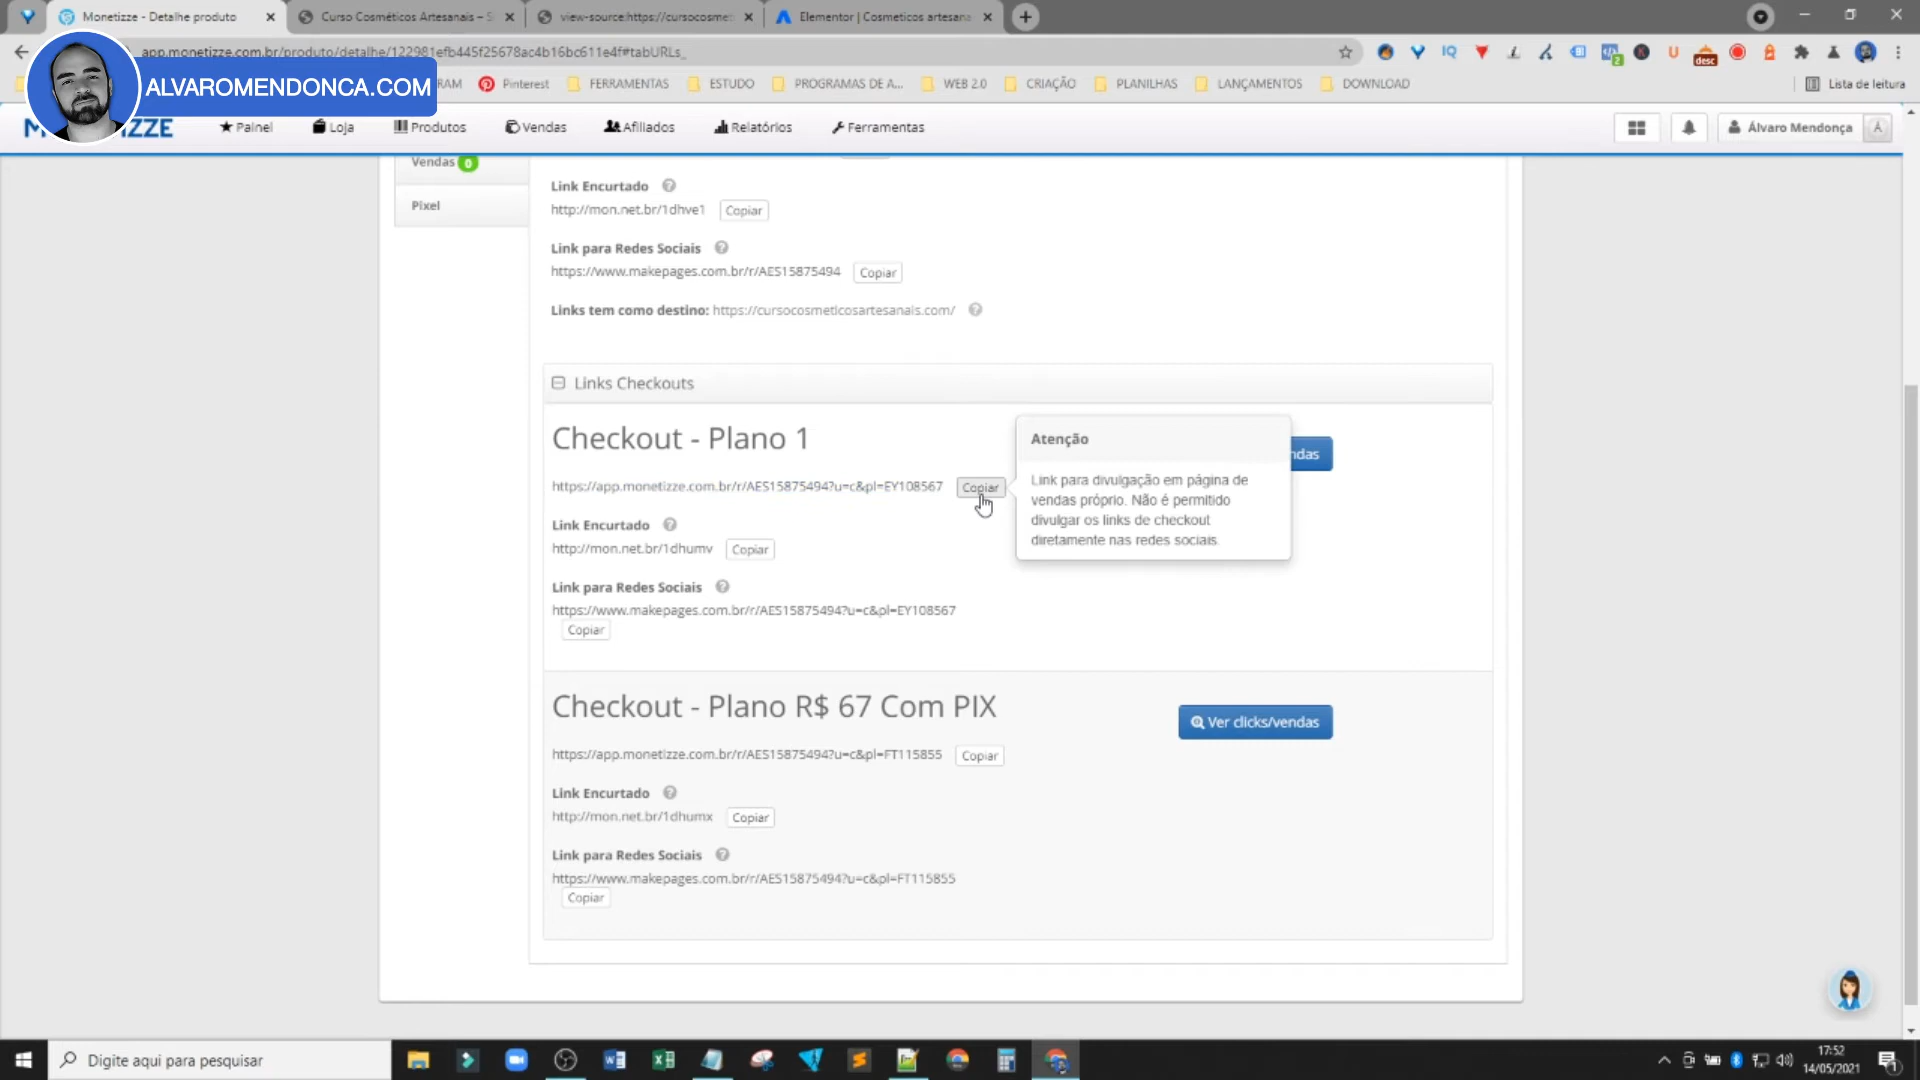 Monetizze - Detalhe produto
Curso Cosméticos Artesanais – S
view-source:https://cursocosmet
Elementor | Cosmeticos artesana
app.monetizze.com.br/produto/detalhe/122981efb445f25678ac4b16bc611e4f#tabURLs_
desc
ALVAROMENDONCA.COM
RAM
Pinterest
FERRAMENTAS
ESTUDO
PROGRAMAS DE A...
WEB 2.0
CRIAÇÃO
PLANILHAS
LANÇAMENTOS
DOWNLOAD
Lista de leitura
M IZZE
Painel
Loja
Produtos
Vendas
Afiliados
Relatórios
Ferramentas
Álvaro Mendonça
Vendas 0
Pixel
Link Encurtado
http://mon.net.br/1dhve1 Copiar
Link para Redes Sociais
https://www.makepages.com.br/r/AES15875494 Copiar
Links tem como destino: https://cursocosmeticosartesanais.com/
Links Checkouts
Checkout - Plano 1
https://app.monetizze.com.br/r/AES15875494?u=c&pl=EY108567 Copiar
Atenção
Link para divulgação em página de
vendas próprio. Não é permitido
divulgar os links de checkout
diretamente nas redes sociais.
ndas
Link Encurtado
http://mon.net.br/1dhumv Copiar
Link para Redes Sociais
https://www.makepages.com.br/r/AES15875494?u=c&pl=EY108567
Copiar
Checkout - Plano R$ 67 Com PIX
Ver clicks/vendas
https://app.monetizze.com.br/r/AES15875494?u=c&pl=FT115855 Copiar
Link Encurtado
http://mon.net.br/1dhumx Copiar
Link para Redes Sociais
https://www.makepages.com.br/r/AES15875494?u=c&pl=FT115855
Copiar
Digite aqui para pesquisar
17:52
14/05/2021